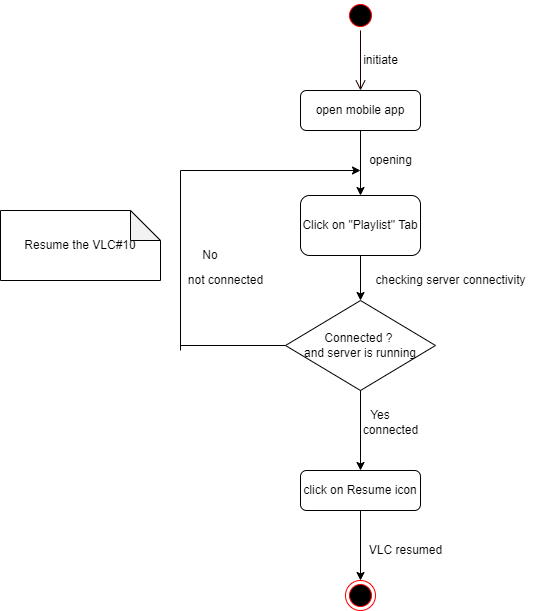 initiate
open mobile app
opening
Click on "Playlist" Tab
Resume the VLC#10
No
not connected
checking server connectivity
Connected ?
and server is running
Yes
connected
click on Resume icon
VLC resumed